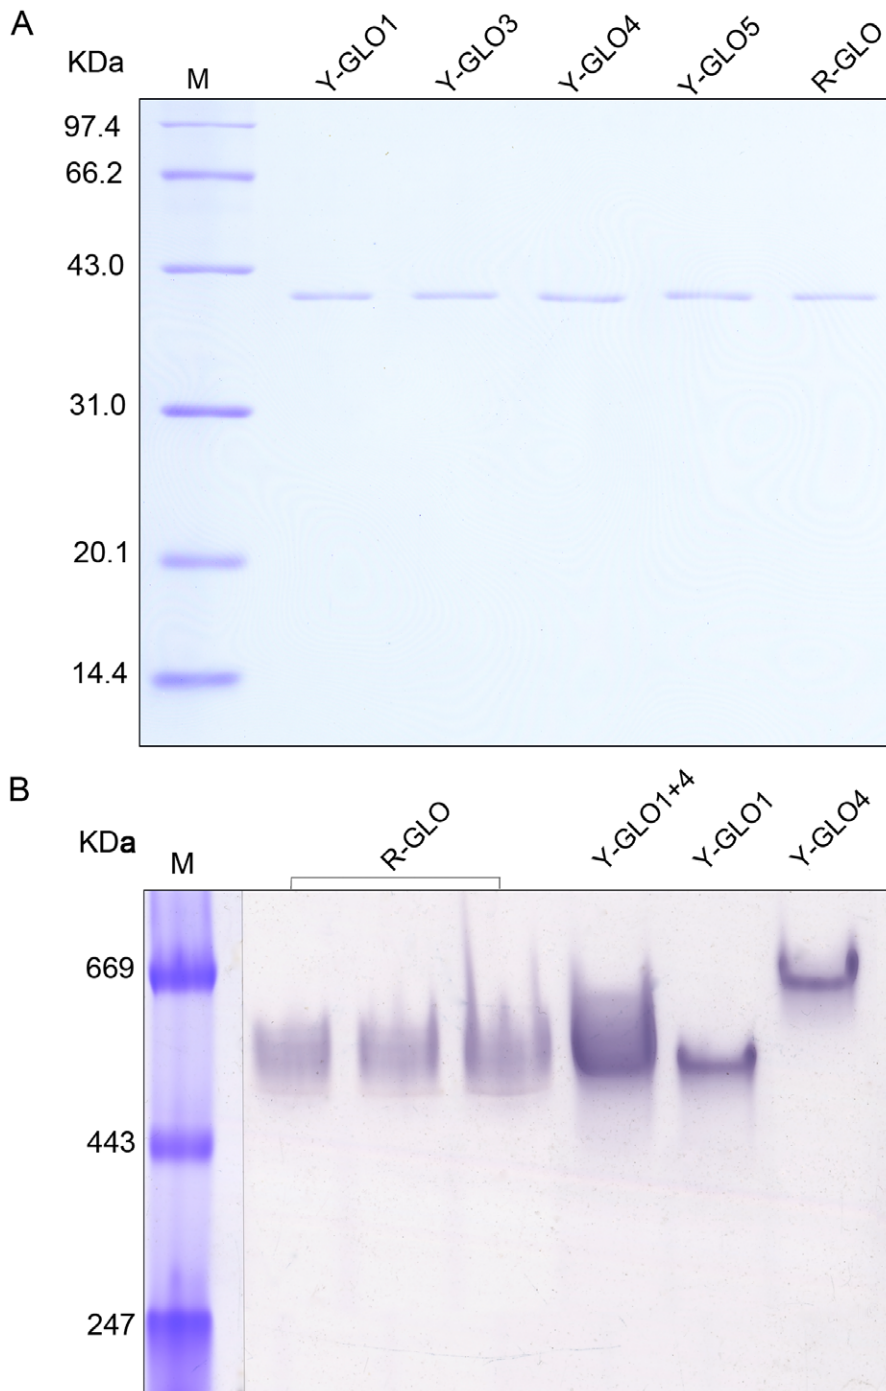 A
KDa
M
Y-GLO1
Y-GLO3
Y-GLO4
Y-GLO5
R-GLO
97.4
66.2
43.0
31.0
20.1
14.4
B
KDa
M
R-GLO
Y-GLO1+4
Y-GLO1
Y-GLO4
669
443
247